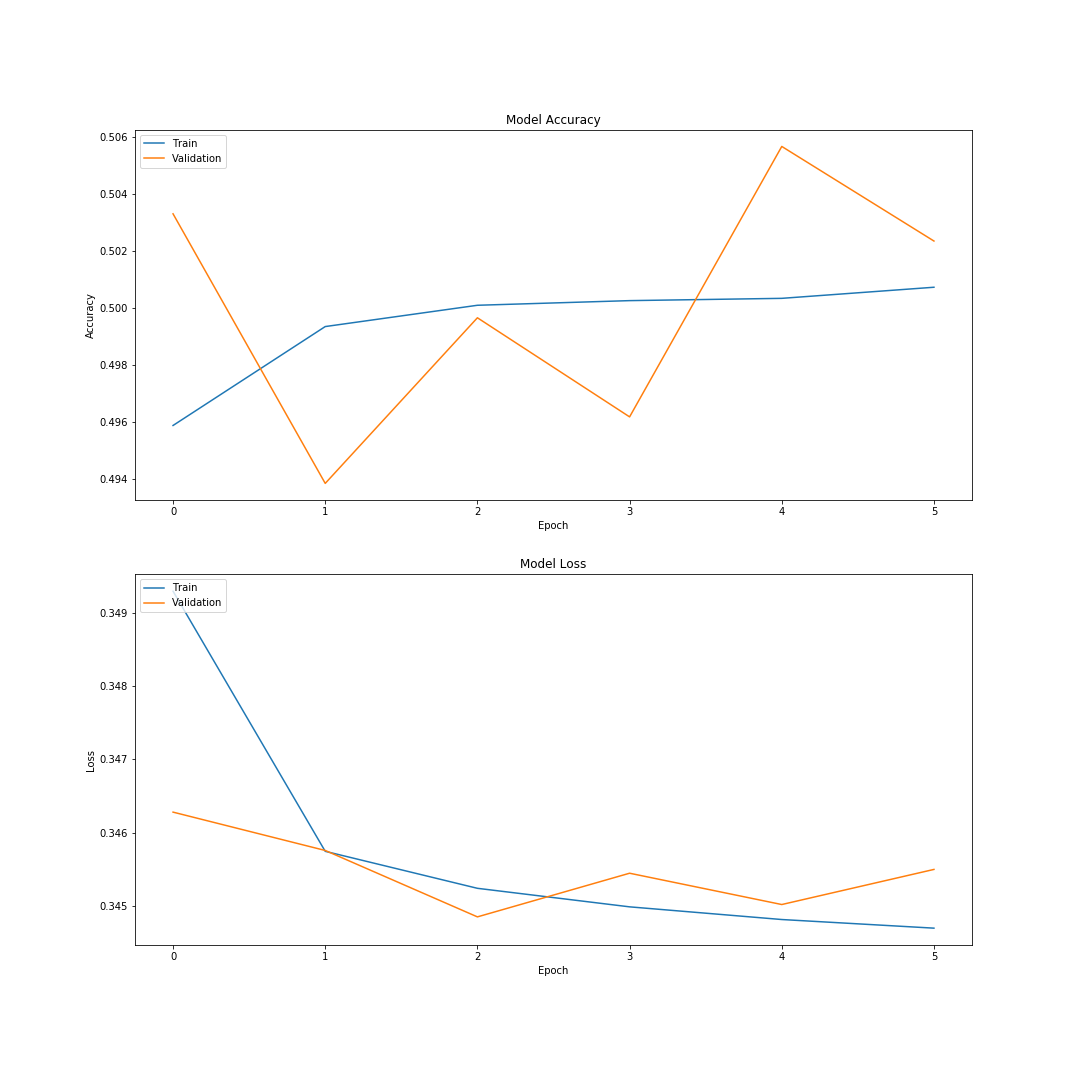 Model Accuracy
0.506
0.504
0.502
0.500
0.498
0.496
0.494
Accuracy
Train
Validation
0 1 2 3 4 5
Epoch
Model Loss
0.349
0.348
0.347
0.346
0.345
Loss
Train
Validation
0 1 2 3 4 5
Epoch